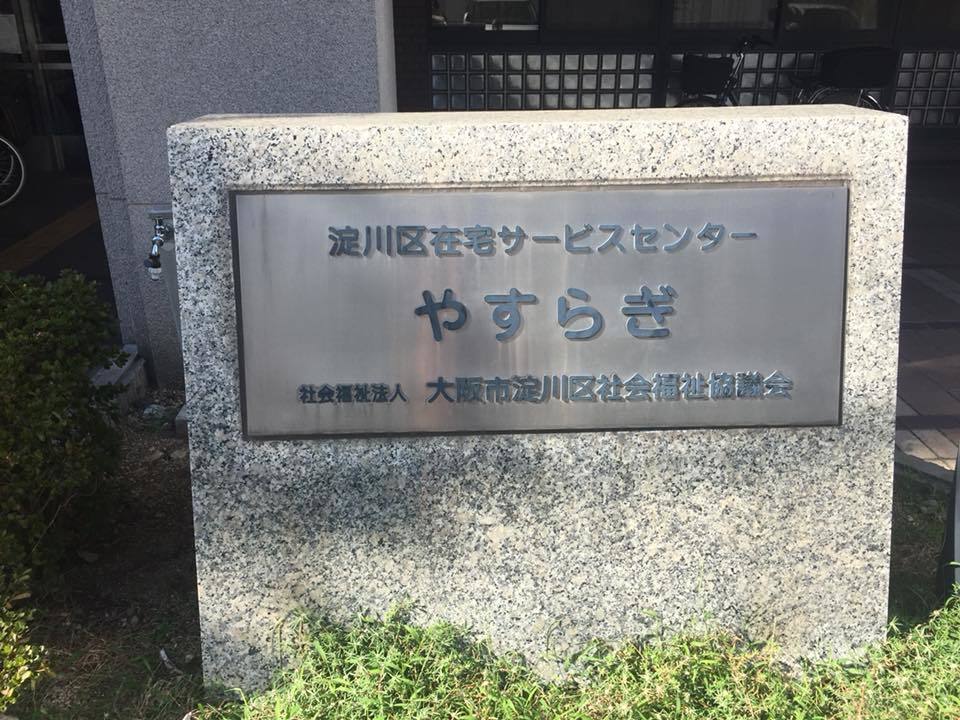 淀川区在宅サービスセンター
やすらぎ
社会福祉法人 大阪市淀川区社会福祉協議会